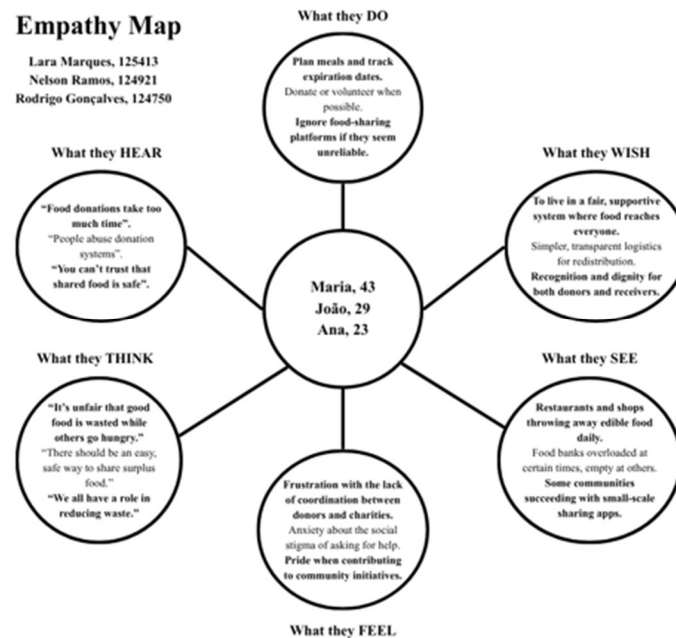 Empathy Map
Lara Marques, 125413
Nelson Ramos, 124921
Rodrigo Gonçalves, 124750
What they DO
Plan meals and track
expiration dates.
Donate or volunteer when
possible.
Ignore food-sharing
platforms if they seem
unreliable.
What they HEAR
“Food donations take too
much time”.
“People abuse donation
systems”.
“You can’t trust that
shared food is safe”.
What they WISH
To live in a fair, supportive
system where food reaches
everyone.
Simpler, transparent logistics
for redistribution.
Recognition and dignity for
both donors and receivers.
Maria, 43
João, 29
Ana, 23
What they THINK
“It’s unfair that good
food is wasted while
others go hungry.”
“There should be an easy,
safe way to share surplus
food.”
“We all have a role in
reducing waste.”
What they SEE
Restaurants and shops
throwing away edible food
daily.
Food banks overloaded at
certain times, empty at others.
Some communities
succeeding with small-scale
sharing apps.
Frustration with the lack
of coordination between
donors and charities.
Anxiety about the social
stigma of asking for help.
Pride when contributing
to community initiatives.
What they FEEL